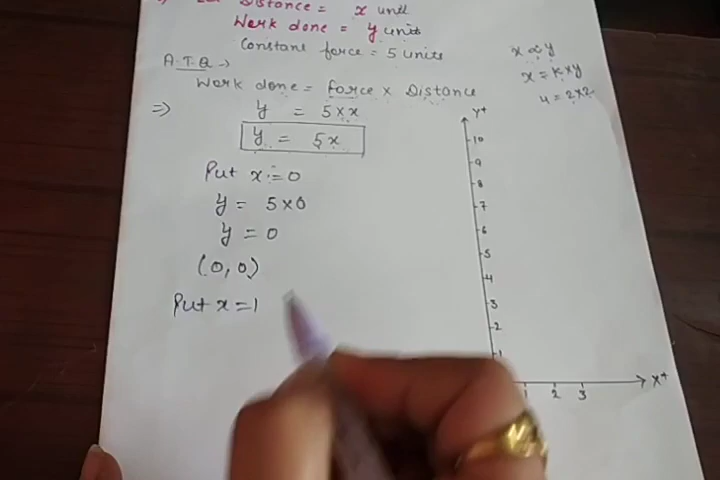 Distance = x unit
Work done = y units
Constant force = 5 units
A.T.Q →
Work done = force × Distance
⇒ y = 5 × x
y = 5x
Put x = 0
y = 5×0
y = 0
(0, 0)
Put x = 1
x ∝ y
x = k × y
4 = 2×2
Y+
10
9
8
7
6
5
4
3
2
1
1 2 3 X+